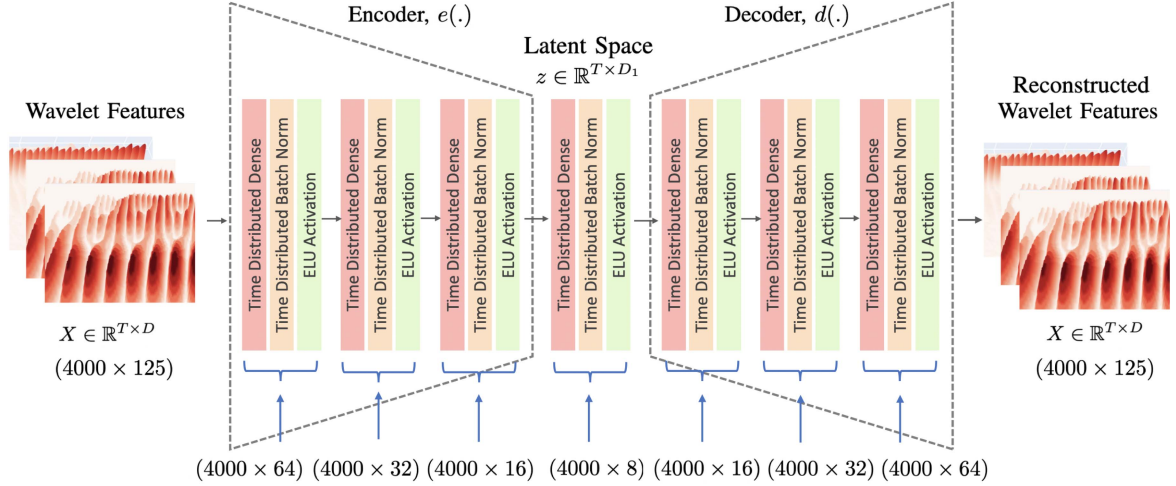 Encoder, e(.)
Decoder, d(.)
Latent Space
z ∈ ℝ^{T×D₁}
Wavelet Features
Reconstructed
Wavelet Features
Time Distributed Dense
Time Distributed Batch Norm
ELU Activation
Time Distributed Dense
Time Distributed Batch Norm
ELU Activation
Time Distributed Dense
Time Distributed Batch Norm
ELU Activation
Time Distributed Dense
Time Distributed Batch Norm
ELU Activation
Time Distributed Dense
Time Distributed Batch Norm
ELU Activation
Time Distributed Dense
Time Distributed Batch Norm
ELU Activation
Time Distributed Dense
Time Distributed Batch Norm
ELU Activation
X ∈ ℝ^{T×D}
(4000 × 125)
X ∈ ℝ^{T×D}
(4000 × 125)
(4000 × 64)
(4000 × 32)
(4000 × 16)
(4000 × 8)
(4000 × 16)
(4000 × 32)
(4000 × 64)